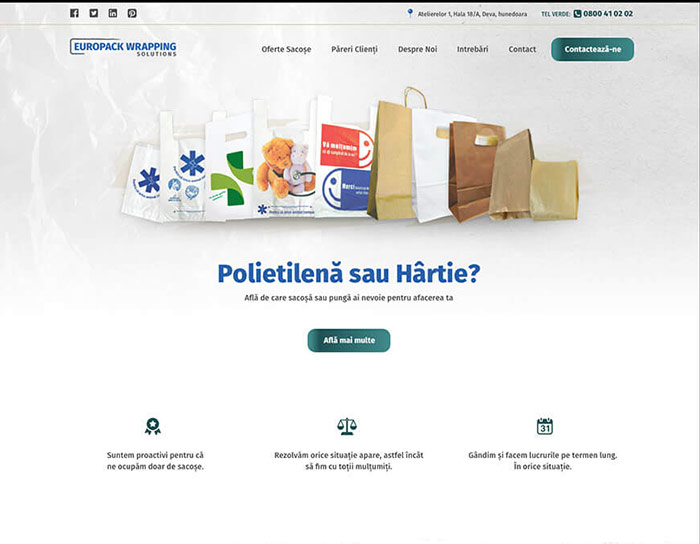 Atelierelor 1, Hala 18/A, Deva, hunedoara
TEL VERDE: 0800 41 02 02
EUROPACK WRAPPING
SOLUTIONS
Oferte Sacoșe
Păreri Clienți
Despre Noi
Intrebări
Contact
Contactează-ne
Vă mulțumim
Merci
Polietilenă sau Hârtie?
Află de care sacoșă sau pungă ai nevoie pentru afacerea ta
Află mai multe
31
Suntem proactivi pentru că
ne ocupăm doar de sacoșe.
Rezolvăm orice situație apare, astfel încât
să fim cu toții mulțumiți.
Gândim și facem lucrurile pe termen lung.
În orice situație.